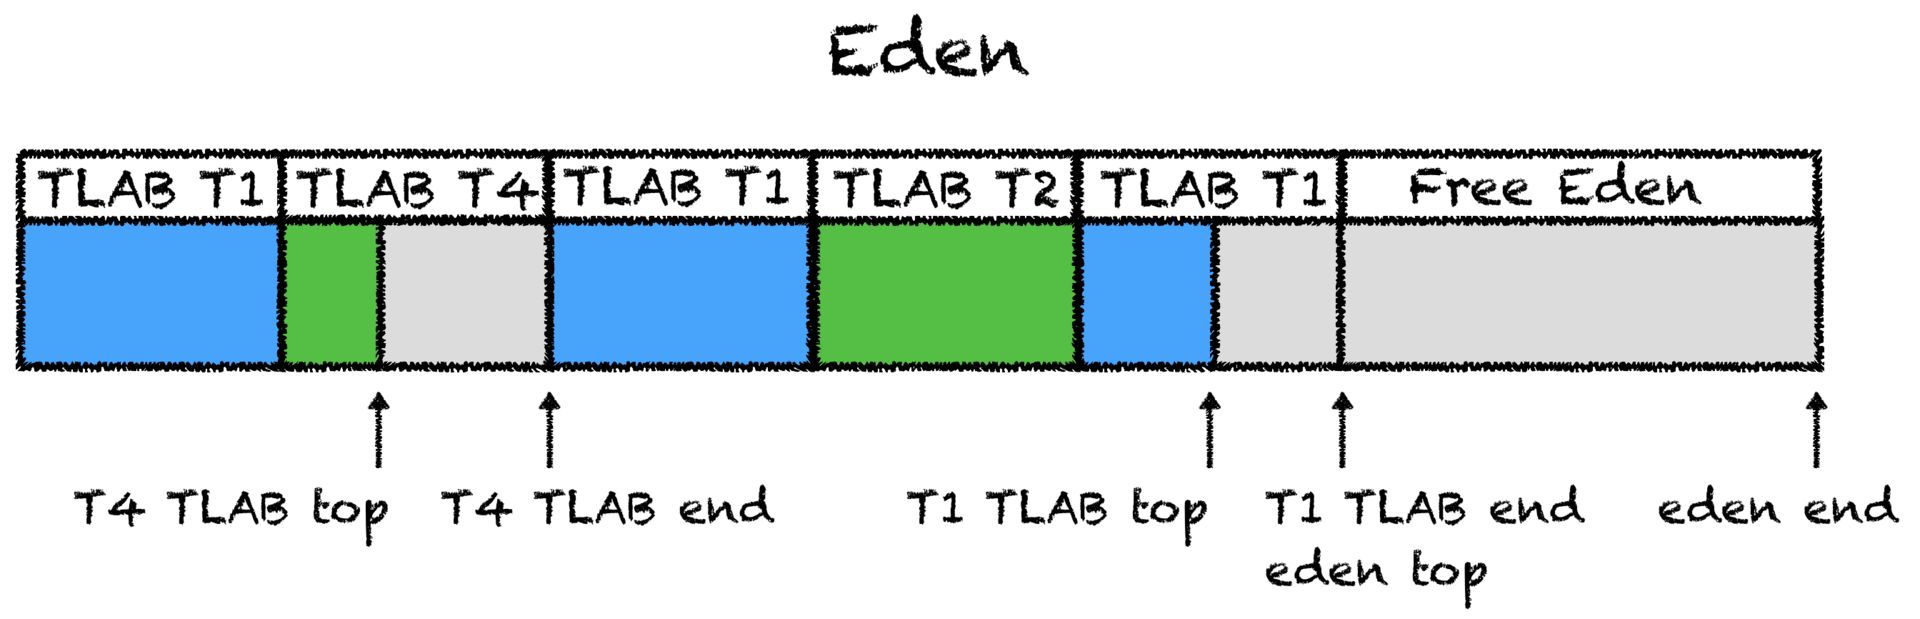 Eden
TLAB T1 TLAB T4 TLAB T1 TLAB T2 TLAB T1 Free Eden
T4 TLAB top T4 TLAB end T1 TLAB top T1 TLAB end eden end
eden top